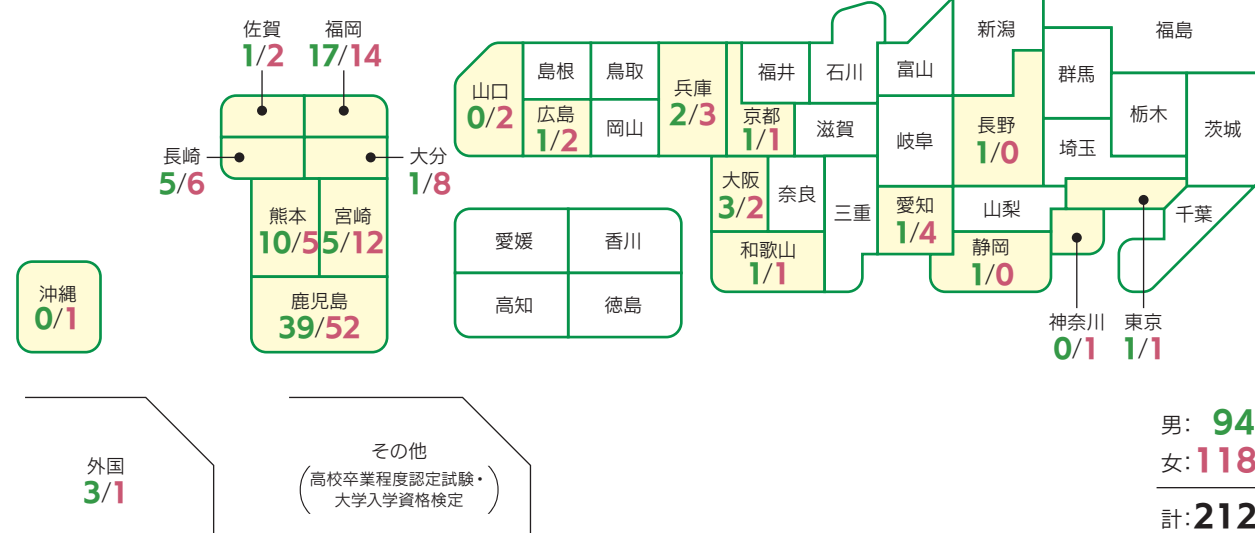 佐賀
1/2
福岡
17/14
長崎
5/6
大分
1/8
熊本
10/5
宮崎
5/12
鹿児島
39/52
沖縄
0/1
山口
0/2
島根
鳥取
広島
1/2
岡山
兵庫
2/3
京都
1/1
福井
石川
富山
新潟
福島
滋賀
岐阜
長野
1/0
群馬
栃木
茨城
埼玉
大阪
3/2
奈良
三重
愛知
1/4
山梨
千葉
和歌山
1/1
静岡
1/0
神奈川
0/1
東京
1/1
愛媛
香川
高知
徳島
外国
3/1
その他
(高校卒業程度認定試験・
大学入学資格検定)
男: 94
女:118
計:212